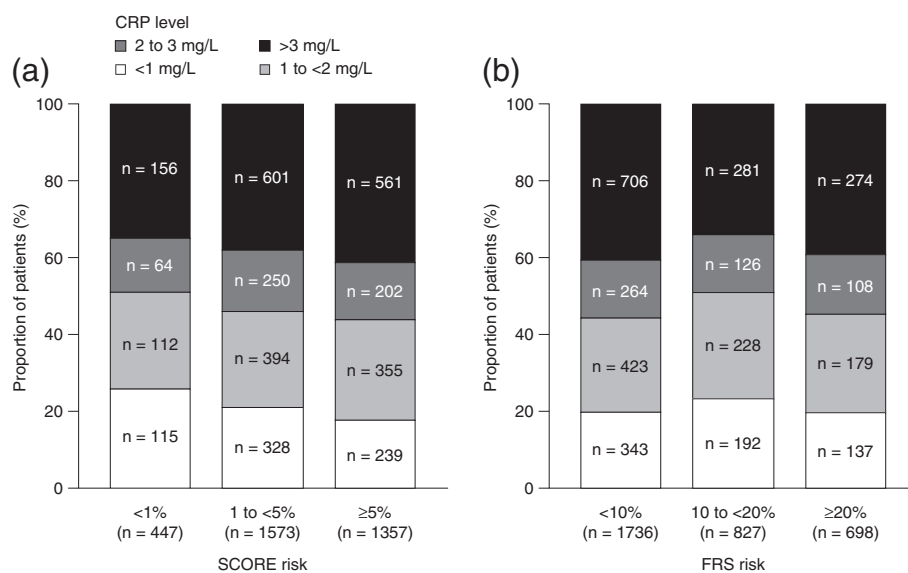 CRP level
2 to 3 mg/L >3 mg/L
<1 mg/L 1 to <2 mg/L
(a)
Proportion of patients (%)
100
80
60
40
20
0
n = 156
n = 64
n = 112
n = 115
n = 601
n = 250
n = 394
n = 328
n = 561
n = 202
n = 355
n = 239
<1% 1 to <5% ≥5%
(n = 447) (n = 1573) (n = 1357)
SCORE risk
(b)
Proportion of patients (%)
100
80
60
40
20
0
n = 706
n = 264
n = 423
n = 343
n = 281
n = 126
n = 228
n = 192
n = 274
n = 108
n = 179
n = 137
<10% 10 to <20% ≥20%
(n = 1736) (n = 827) (n = 698)
FRS risk